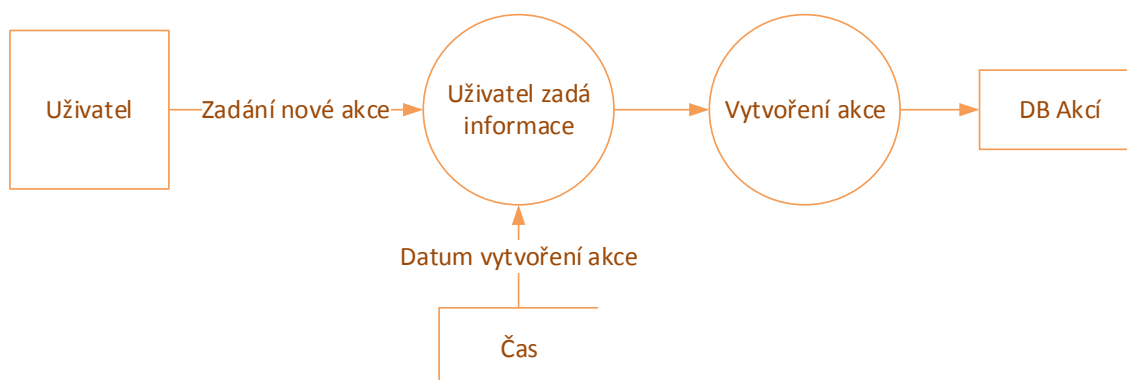 Uživatel
Zadání nové akce
Uživatel zadá
informace
Vytvoření akce
DB Akcí
Datum vytvoření akce
Čas